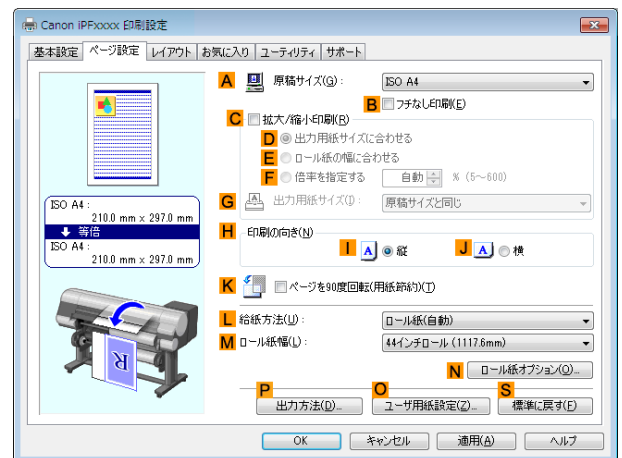 Canon iPFxxxx 印刷設定
基本設定 ページ設定 レイアウト お気に入り ユーティリティ サポート
A 原稿サイズ(G): ISO A4
B フチなし印刷(E)
C 拡大/縮小印刷(R)
D 出力用紙サイズに合わせる
E ロール紙の幅に合わせる
F 倍率を指定する 自動 % (5～600)
G 出力用紙サイズ(I): 原稿サイズと同じ
ISO A4 :
210.0 mm x 297.0 mm
等倍
ISO A4 :
210.0 mm x 297.0 mm
H 印刷の向き(N)
I A 縦 J A 横
K ページを90度回転(用紙節約)(T)
L 給紙方法(U): ロール紙(自動)
M ロール紙幅(L): 44インチロール (1117.6mm)
R
N ロール紙オプション(O)...
P O S
出力方法(D)... ユーザ用紙設定(Z)... 標準に戻す(F)
OK キャンセル 適用(A) ヘルプ